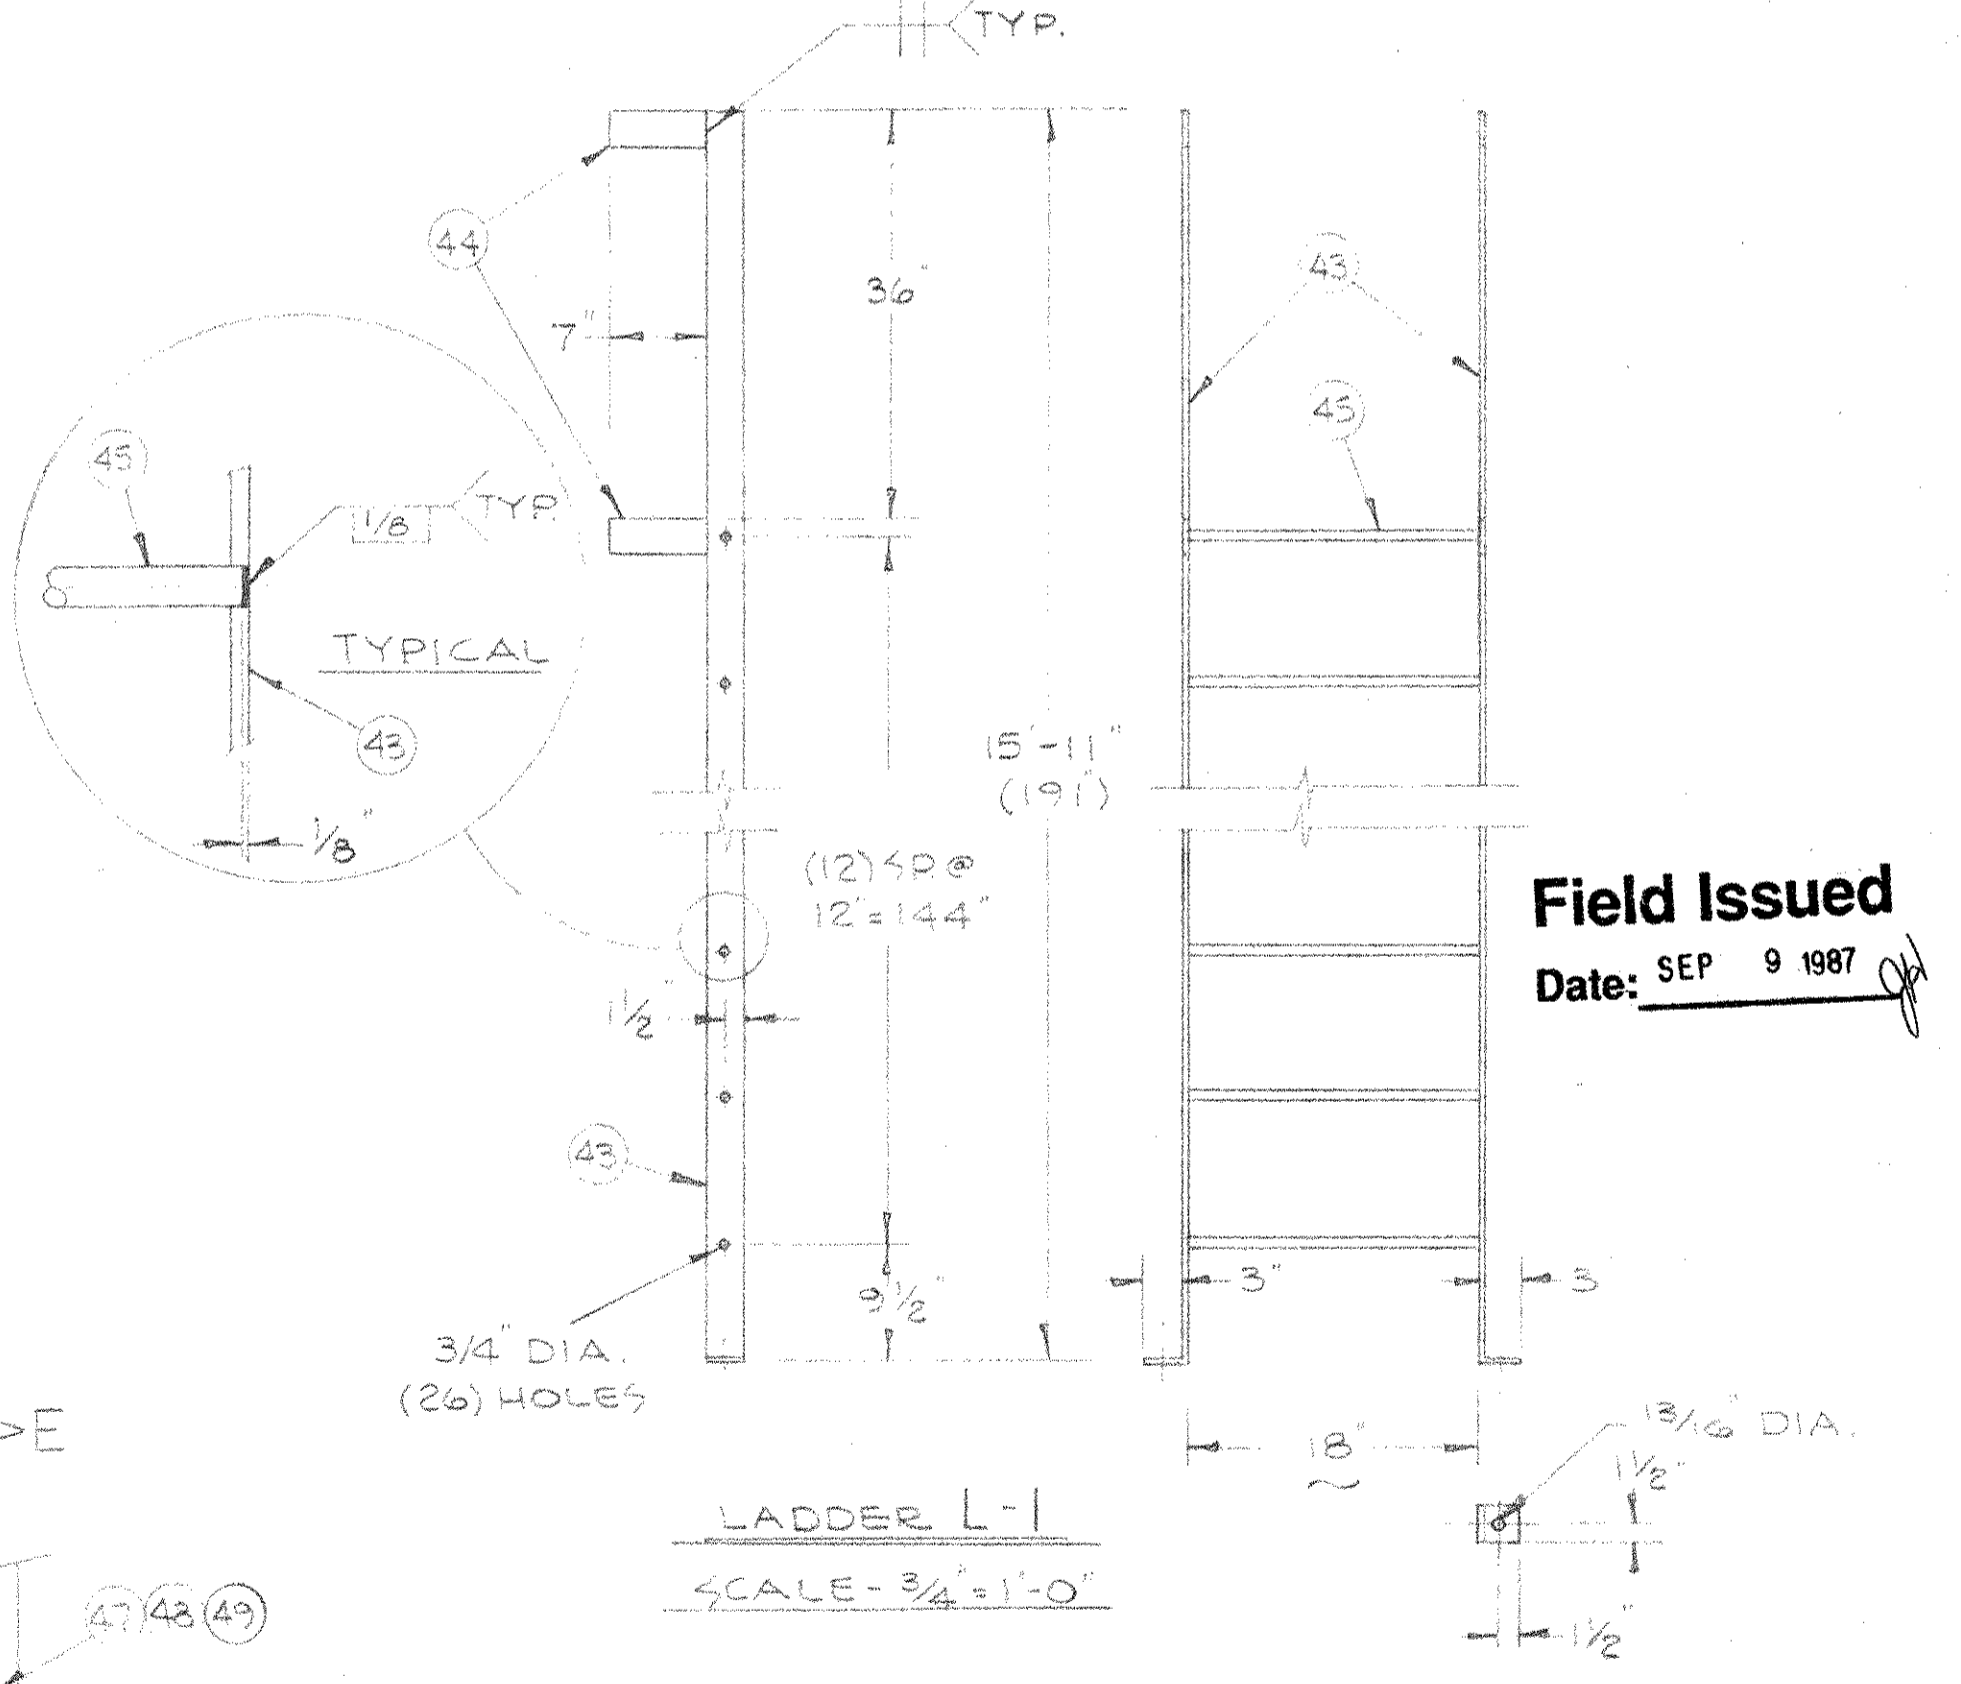 TYP.
44
36"
43
7"
45
45
1/8
TYP.
TYPICAL
43
15'-11"
(191")
1/8"
(12) SP. @
12" = 144"
Field Issued
Date: SEP 9 1987
1 1/2"
43
3"
3
9 1/2"
3/4" DIA.
(26) HOLES
>E
13/16" DIA.
18"
1 1/2"
LADDER L-1
SCALE - 3/4" = 1'-0"
47 48 49
1 1/2"